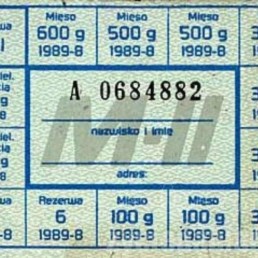 Mięso Mięso Mięso
600 g 500 g 500 g
1989-8 1989-8 1989-8
A 0684882
M-II
nazwisko i imię
adres:
Rezerwa Mięso Mięso
6 100 g 100 g
1989-8 1989-8 1989-8